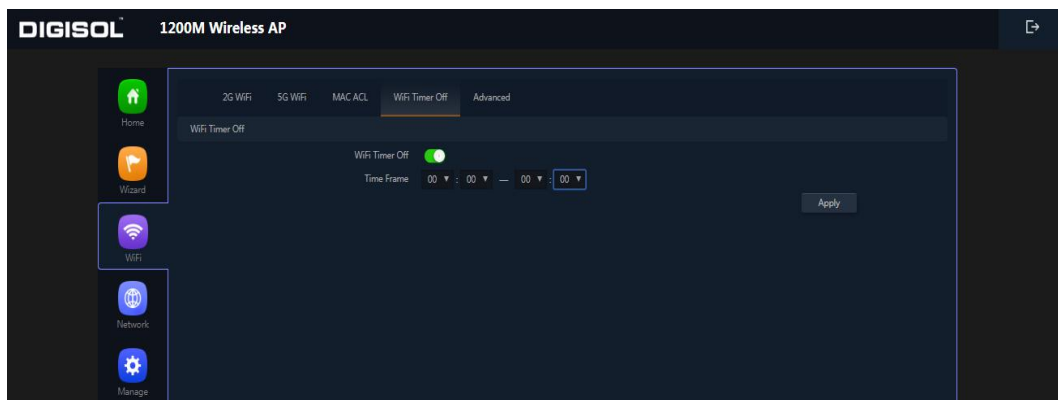 DIGISOL 1200M Wireless AP
Home
2G WiFi 5G WiFi MAC ACL WiFi Timer Off Advanced
WiFi Timer Off
WiFi Timer Off
Time Frame 00 : 00 — 00 : 00
Apply
Wizard
WiFi
Network
Manage